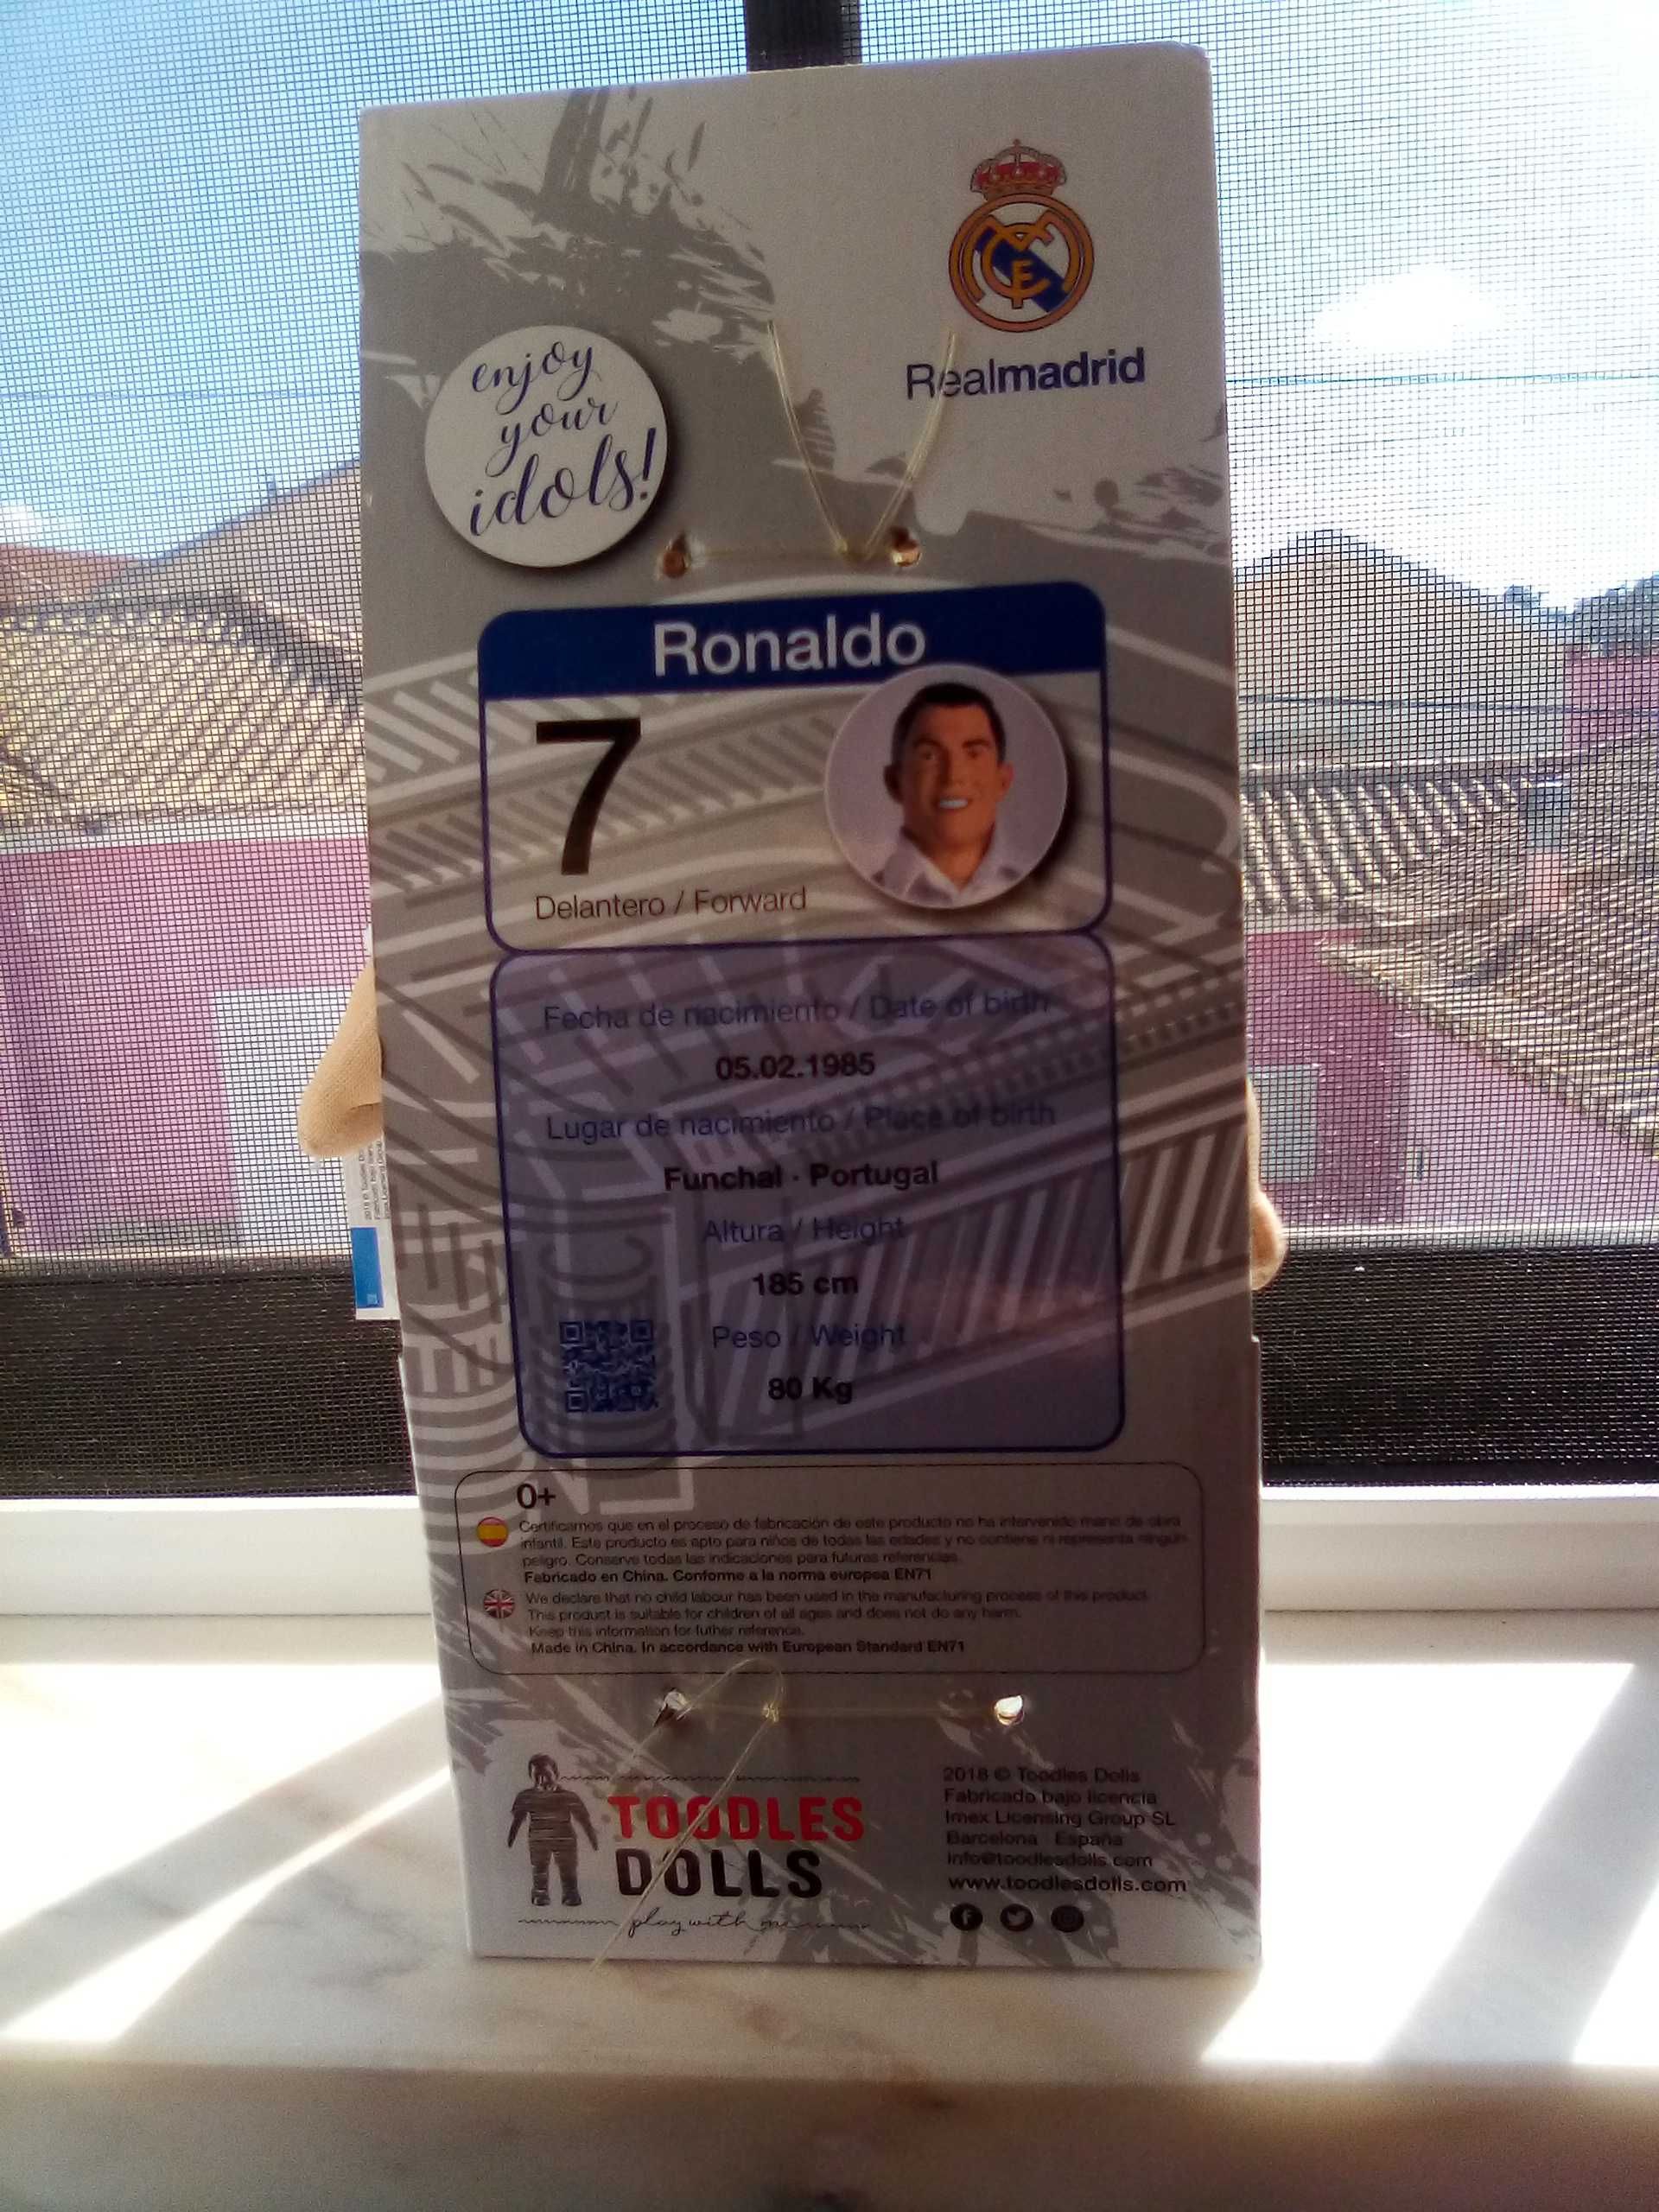 enjoy
your
idols!
Realmadrid
Ronaldo
7
Delantero / Forward
Fecha de nacimiento / Date of birth
05.02.1985
Lugar de nacimiento / Place of birth
Funchal · Portugal
Altura / Height
185 cm
Peso / Weight
80 Kg
0+
Certificamos que en el proceso de fabricación de este producto no ha intervenido mano de obra
infantil. Este producto es apto para niños de todas las edades y no contiene ni representa ningún
peligro. Conserve todas las indicaciones para futuras referencias.
Fabricado en China. Conforme a la norma europea EN71
We declare that no child labour has been used in the manufacturing process of this product.
This product is suitable for children of all ages and does not do any harm.
Keep this information for futher reference.
Made in China. In accordance with European Standard EN71
TOODLES
DOLLS
play with me
2018 © Toodles Dolls
Fabricado bajo licencia
Imex Licensing Group SL
Barcelona · España
info@toodlesdolls.com
www.toodlesdolls.com